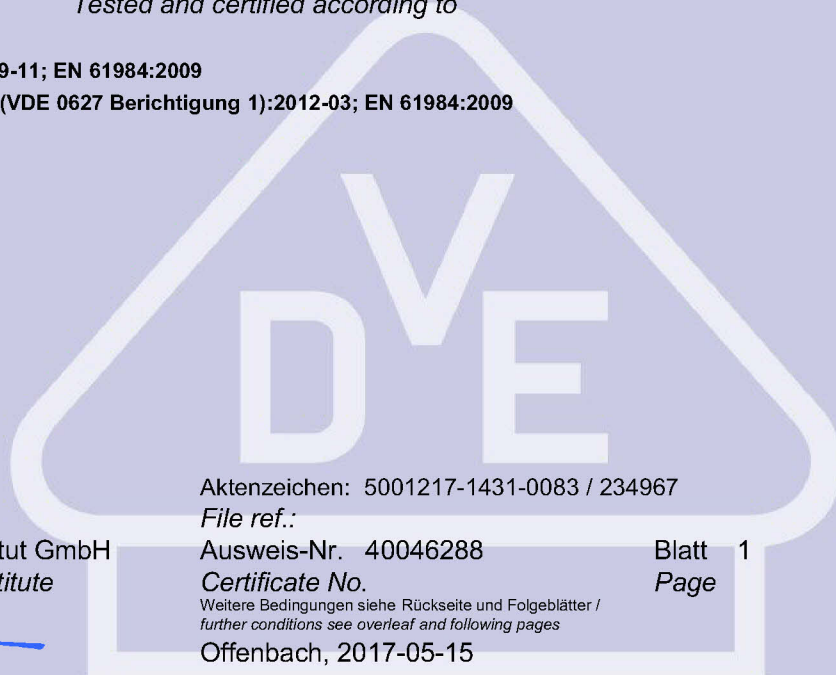 Tested and certified according to
9-11; EN 61984:2009
(VDE 0627 Berichtigung 1):2012-03; EN 61984:2009
VDE
Aktenzeichen: 5001217-1431-0083 / 234967
File ref.:
tut GmbH Ausweis-Nr. 40046288 Blatt 1
titute Certificate No. Page
Weitere Bedingungen siehe Rückseite und Folgeblätter /
further conditions see overleaf and following pages
Offenbach, 2017-05-15